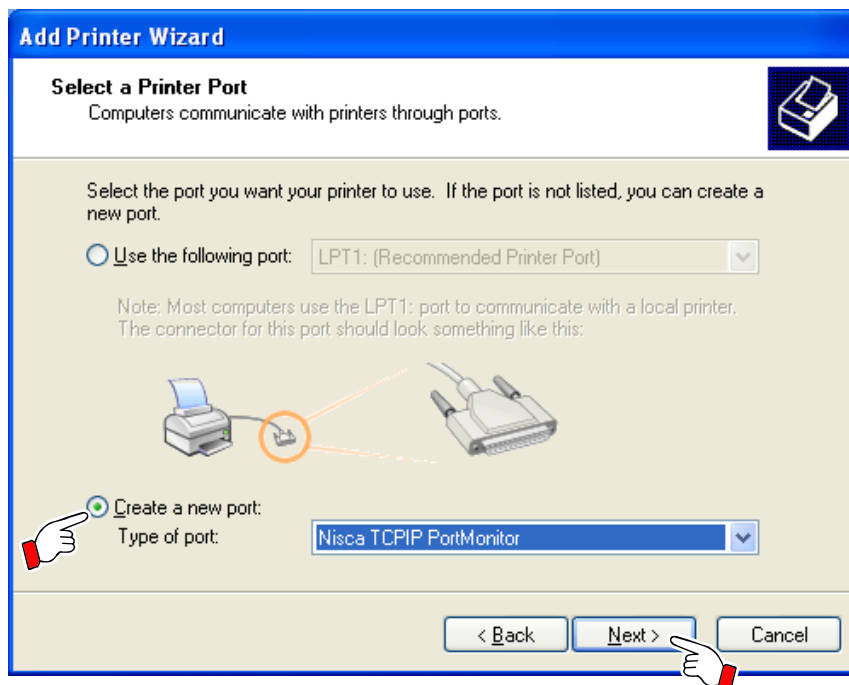 Add Printer Wizard
Select a Printer Port
Computers communicate with printers through ports.
Select the port you want your printer to use.  If the port is not listed, you can create a
new port.
Use the following port:
LPT1: (Recommended Printer Port)
Note: Most computers use the LPT1: port to communicate with a local printer.
The connector for this port should look something like this:
Create a new port:
Type of port:
Nisca TCPIP PortMonitor
< Back
Next >
Cancel